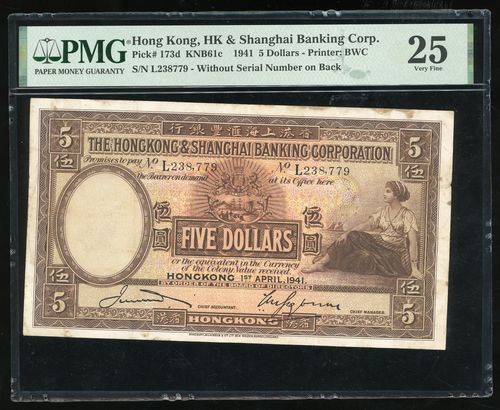 PMG
PAPER MONEY GUARANTY
Hong Kong, HK & Shanghai Banking Corp.
Pick# 173d KNB61c 1941 5 Dollars - Printer: BWC
S/N L238779 - Without Serial Number on Back
25
Very Fine
5 行銀豐滙海上港香 5
THE HONGKONG & SHANGHAI BANKING CORPORATION
伍 伍
Promises to pay No L238,779 No L238,779
the Bearer on demand at its Office here
伍圓
FIVE DOLLARS
or the equivalent in the Currency
of the Colony, Value received.
HONGKONG 1ST APRIL, 1941.
BY ORDER OF THE BOARD OF DIRECTORS
伍 伍
CHIEF ACCOUNTANT CHIEF MANAGER
5 港香 HONGKONG 港香 5